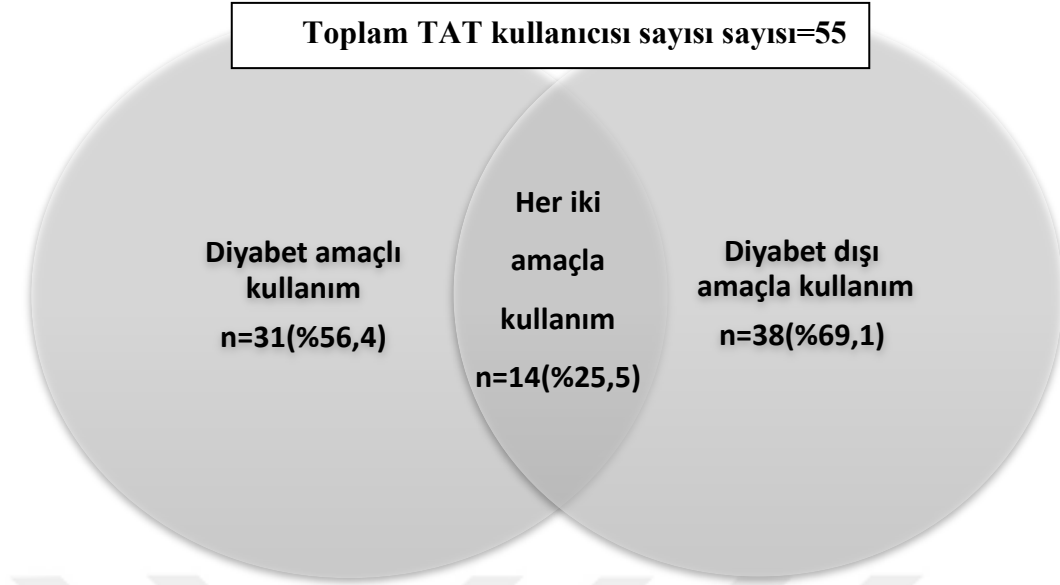 Toplam TAT kullanıcısı sayısı sayısı=55
Diyabet amaçlı
kullanım
n=31(%56,4)
Her iki
amaçla
kullanım
n=14(%25,5)
Diyabet dışı
amaçla kullanım
n=38(%69,1)